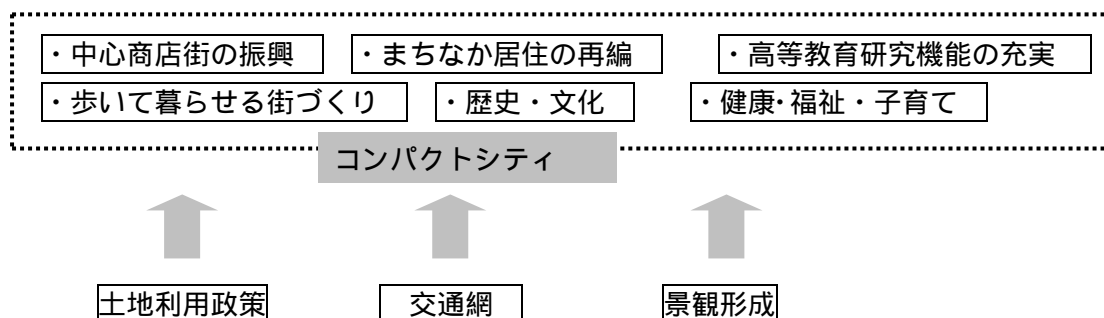 ・中心商店街の振興 ・まちなか居住の再編 ・高等教育研究機能の充実
・歩いて暮らせる街づくり ・歴史・文化 ・健康・福祉・子育て
コンパクトシティ
土地利用政策 交通網 景観形成